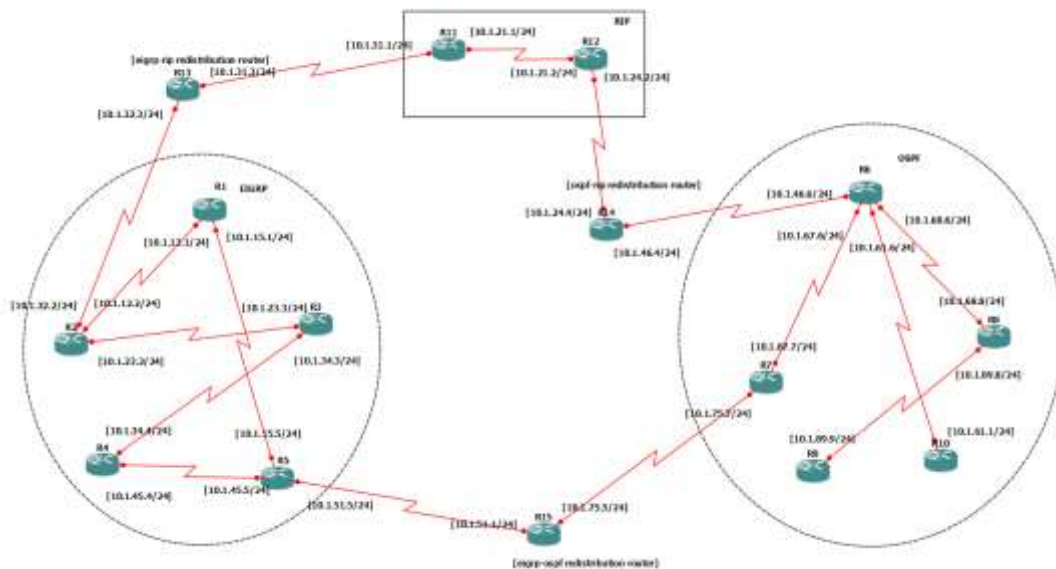 RIP
R11
[10.1.21.1/24]
R12
[10.1.31.1/24]
[eigrp-rip redistribution router]
[10.1.31.3/24]
R13
[10.1.21.2/24]
[10.1.24.2/24]
[10.1.32.3/24]
OSPF
R6
[ospf-rip redistribution router]
[10.1.46.6/24]
R1
EIGRP
[10.1.24.4/24]
R14
[10.1.68.6/24]
[10.1.67.6/24]
[10.1.61.6/24]
[10.1.12.1/24]
[10.1.15.1/24]
[10.1.46.4/24]
[10.1.32.2/24]
[10.1.12.2/24]
[10.1.23.3/24]
R3
[10.1.68.8/24]
R2
[10.1.34.3/24]
[10.1.67.7/24]
R7
[10.1.89.8/24]
[10.1.75.7/24]
[10.1.34.4/24]
[10.1.15.5/24]
[10.1.61.1/24]
R4
R5
[10.1.89.9/24]
R10
[10.1.45.4/24]
[10.1.45.5/24]
[10.1.51.5/24]
[10.1.75.5/24]
R15
[10.1.51.1/24]
[eigrp-ospf redistribution router]